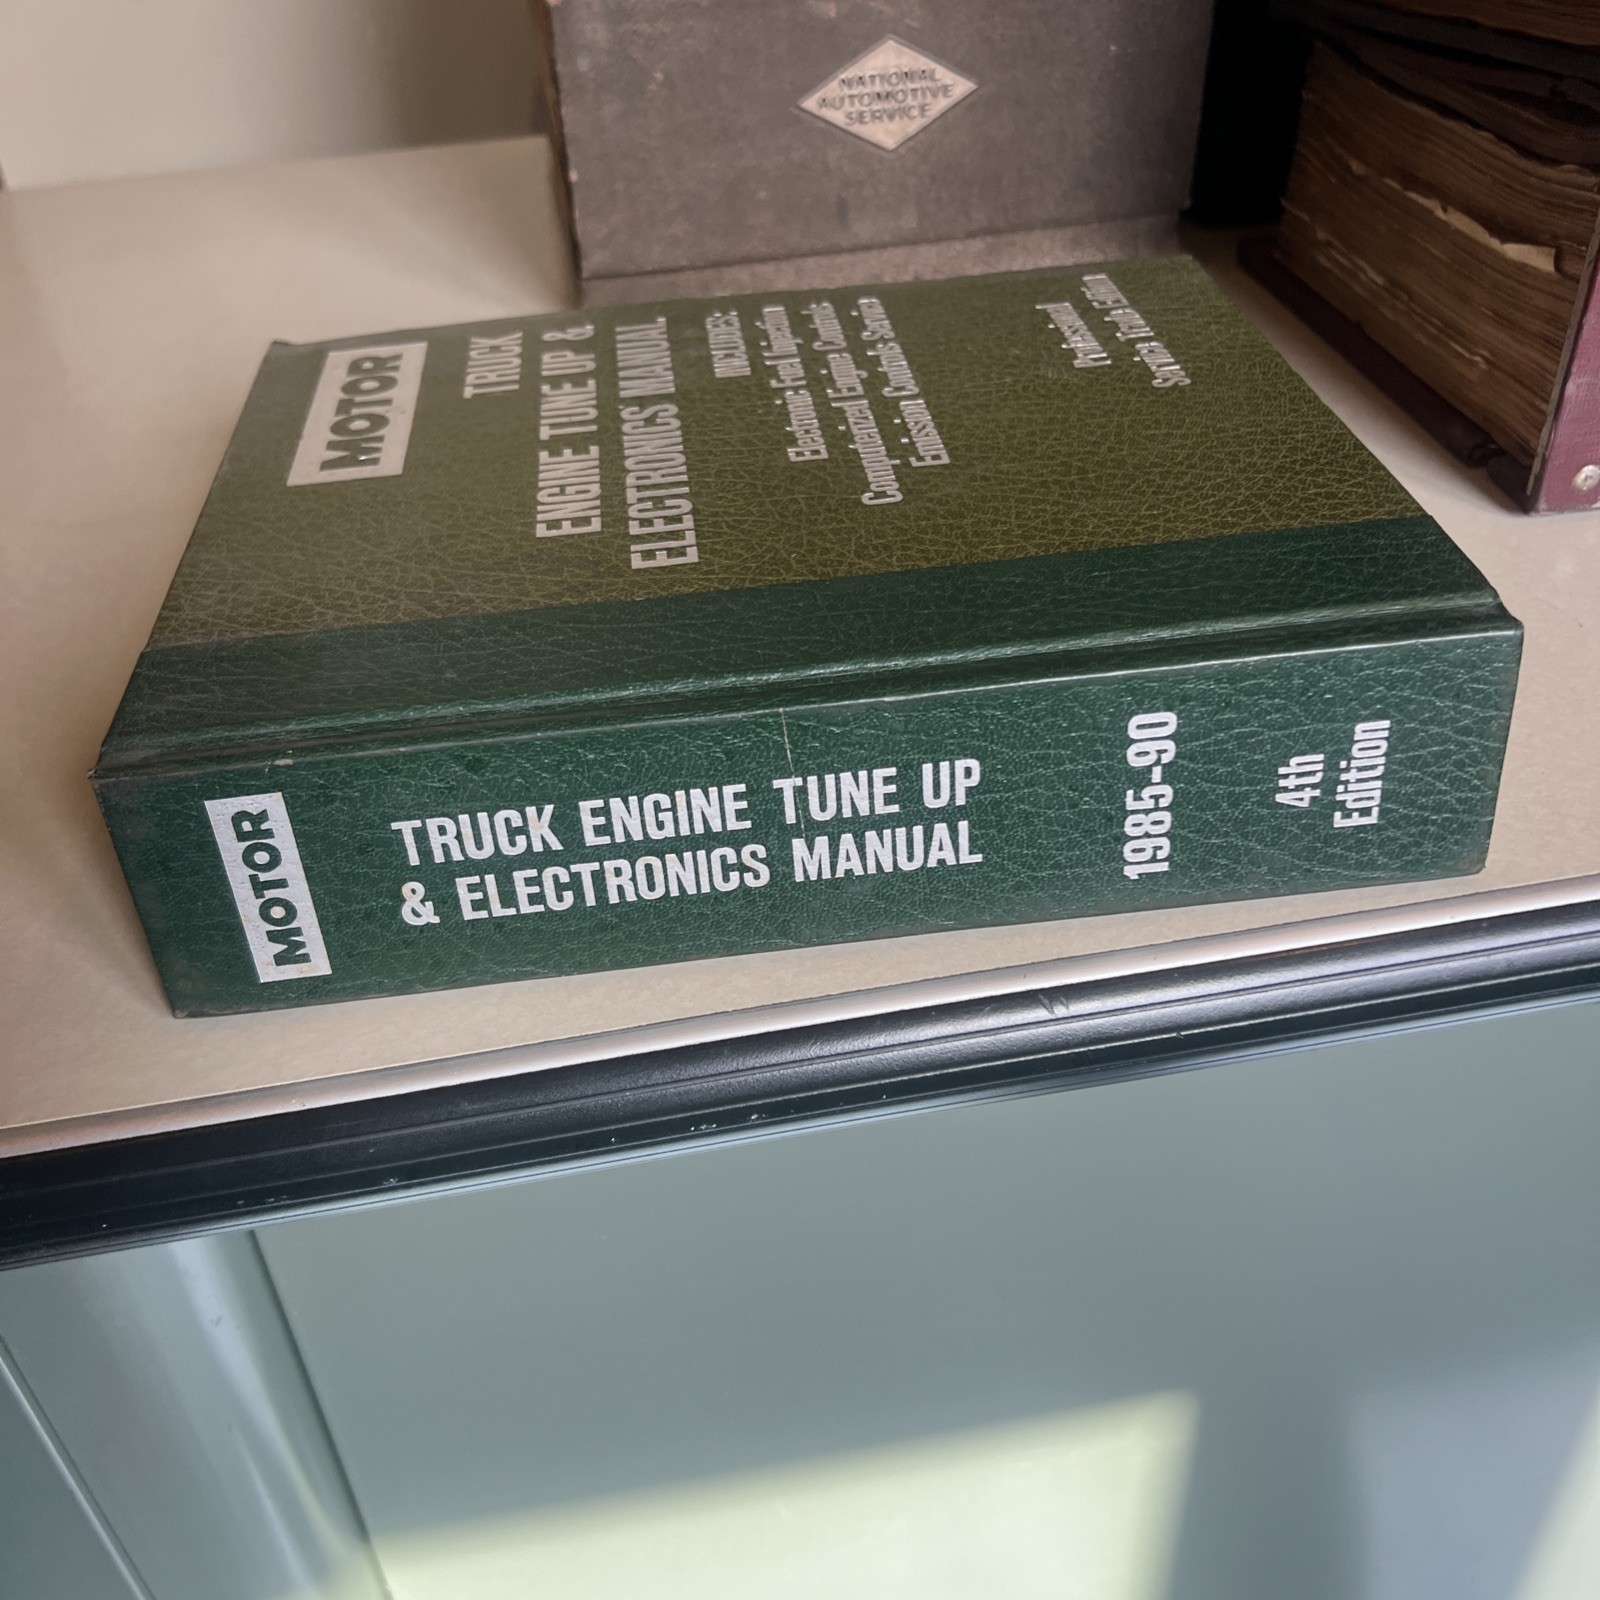 NATIONAL
AUTOMOTIVE
SERVICE
MOTOR
TRUCK
ENGINE TUNE UP &
ELECTRONICS MANUAL
INCLUDES:
Electronic Fuel Injection
Computerized Engine Controls
Emission Controls Service
Professional
Service Trade Edition
MOTOR
TRUCK ENGINE TUNE UP
& ELECTRONICS MANUAL
1985-90
4th
Edition